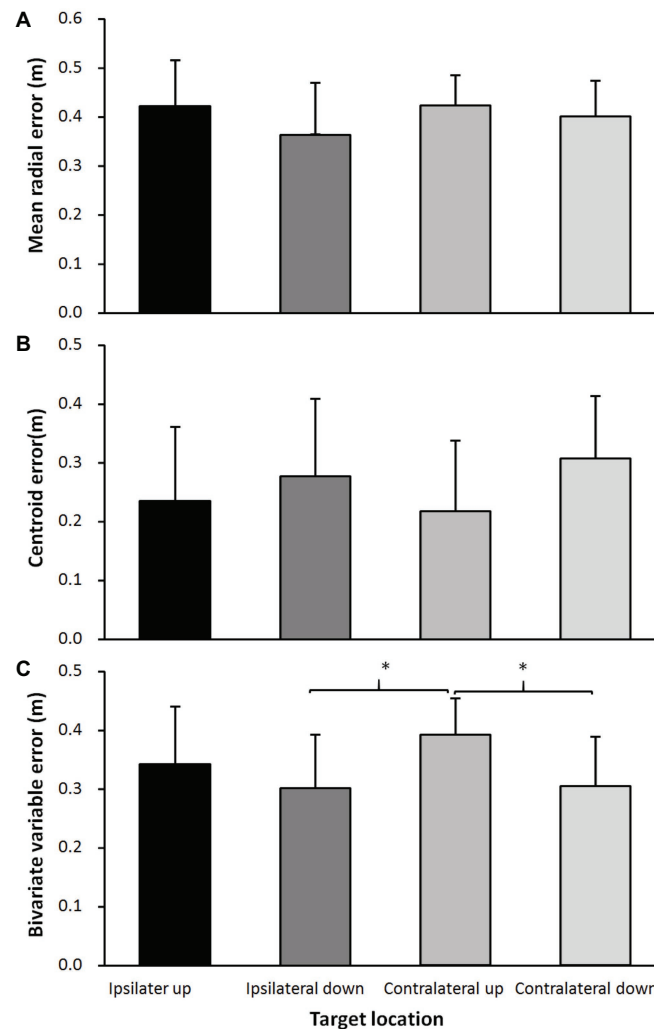 A
Mean radial error (m)
0.6
0.5
0.4
0.3
0.2
0.1
0.0
B
Centroid error(m)
0.5
0.4
0.3
0.2
0.1
0.0
C
Bivariate variable error (m)
0.5
0.4
0.3
0.2
0.1
0.0
* *
Ipsilater up Ipsilateral down Contralateral up Contralateral down
Target location